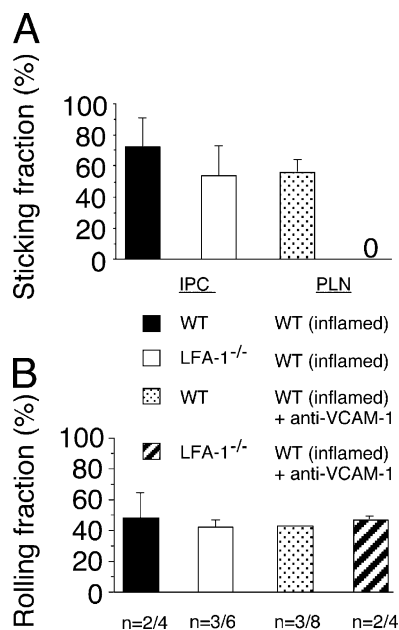 A
Sticking fraction (%)
100
80
60
40
20
0
0
IPC PLN
WT WT (inflamed)
LFA-1-/- WT (inflamed)
WT WT (inflamed)
+ anti-VCAM-1
LFA-1-/- WT (inflamed)
+ anti-VCAM-1
B
Rolling fraction (%)
100
80
60
40
20
0
n=2/4 n=3/6 n=3/8 n=2/4